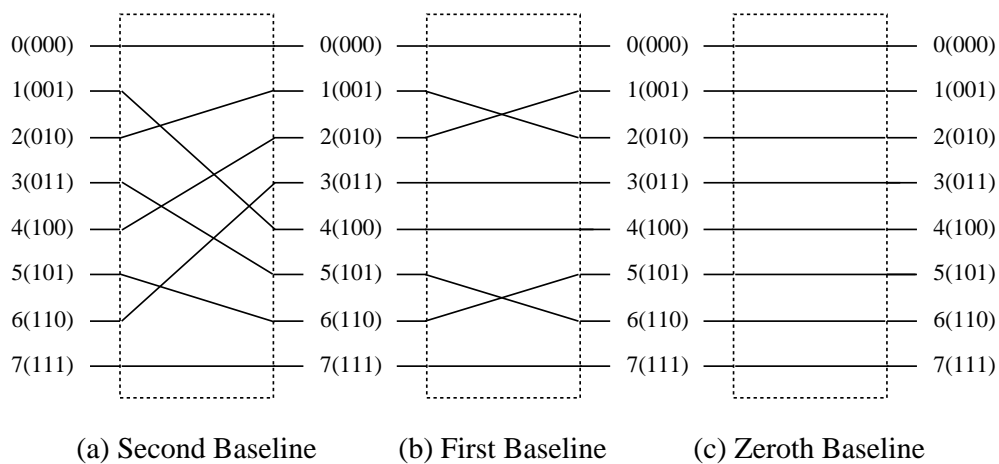 0(000) 0(000) 0(000) 0(000)
1(001) 1(001) 1(001) 1(001)
2(010) 2(010) 2(010) 2(010)
3(011) 3(011) 3(011) 3(011)
4(100) 4(100) 4(100) 4(100)
5(101) 5(101) 5(101) 5(101)
6(110) 6(110) 6(110) 6(110)
7(111) 7(111) 7(111) 7(111)
(a) Second Baseline (b) First Baseline (c) Zeroth Baseline